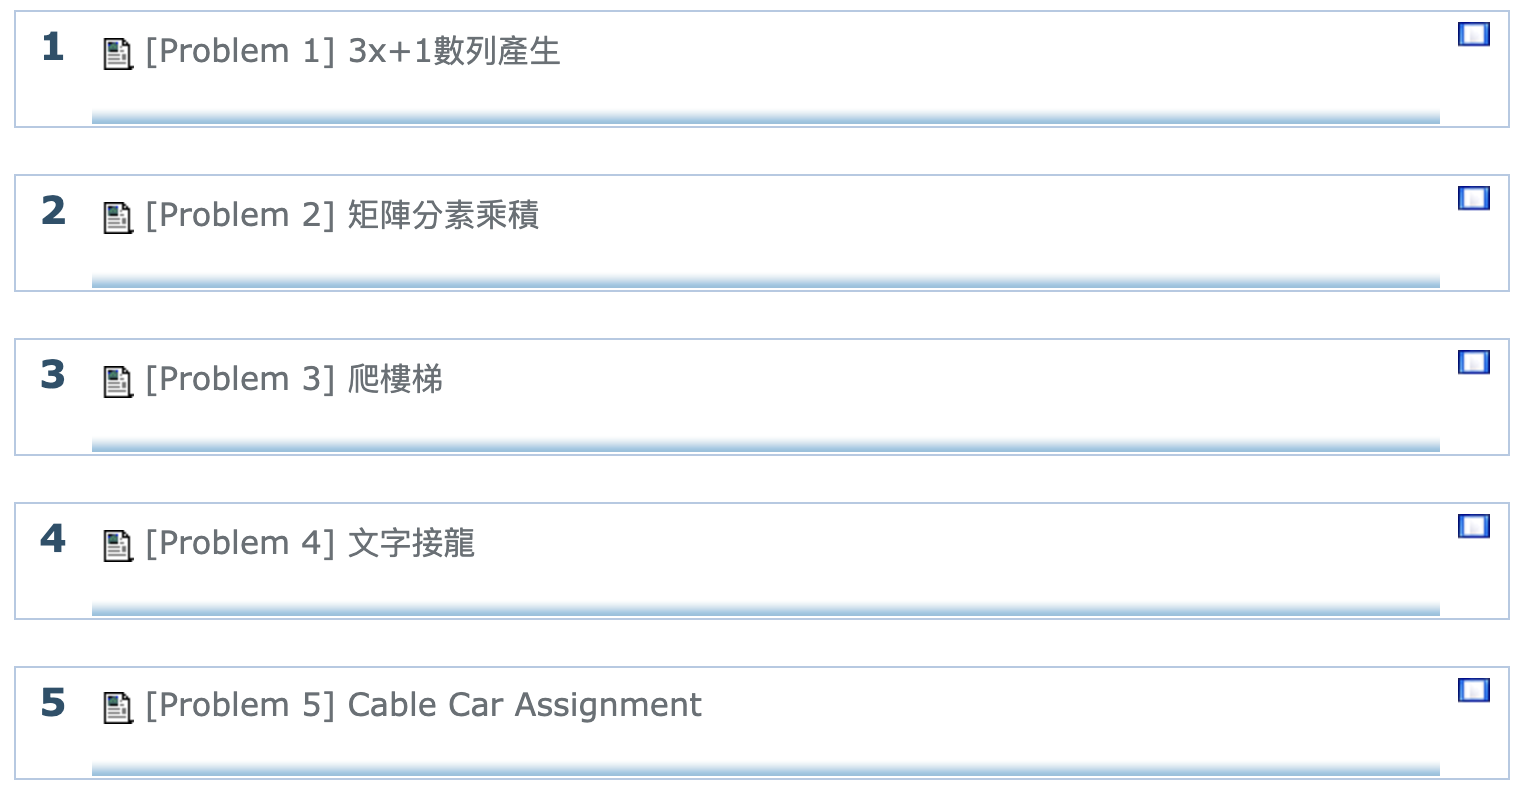 1 [Problem 1] 3x+1數列產生
2 [Problem 2] 矩陣分素乘積
3 [Problem 3] 爬樓梯
4 [Problem 4] 文字接龍
5 [Problem 5] Cable Car Assignment